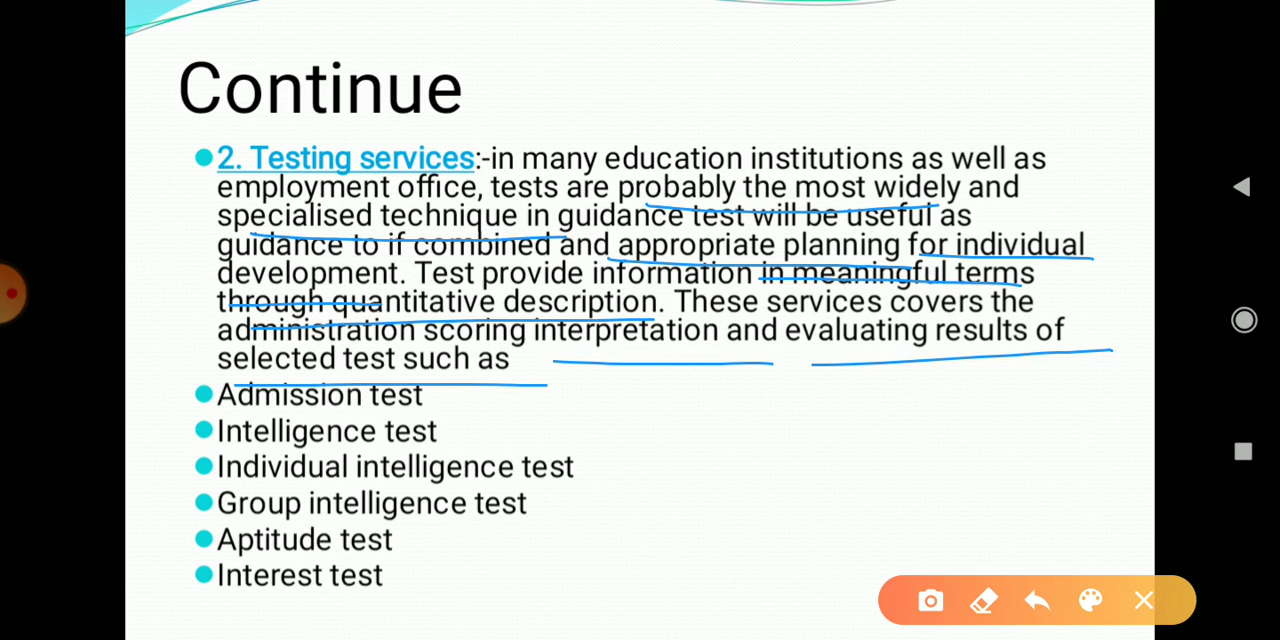 Continue
2. Testing services:-in many education institutions as well as
employment office, tests are probably the most widely and
specialised technique in guidance test will be useful as
guidance to if combined and appropriate planning for individual
development. Test provide information in meaningful terms
through quantitative description. These services covers the
administration scoring interpretation and evaluating results of
selected test such as
Admission test
Intelligence test
Individual intelligence test
Group intelligence test
Aptitude test
Interest test